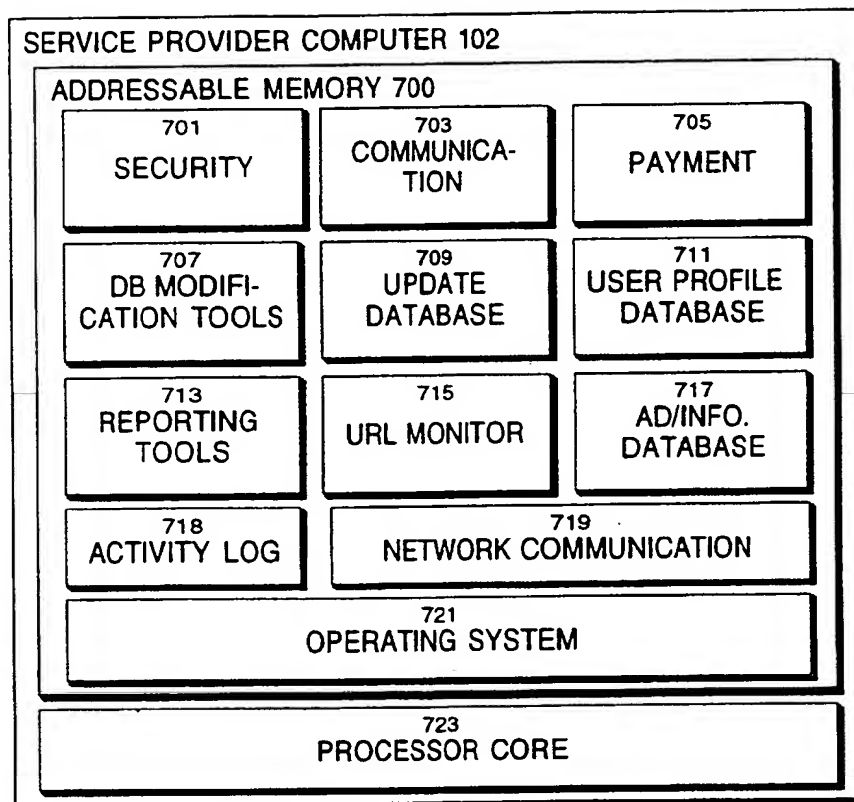 SERVICE PROVIDER COMPUTER 102
ADDRESSABLE MEMORY 700
701
SECURITY
703
COMMUNICA-
TION
705
PAYMENT
707
DB MODIFI-
CATION TOOLS
709
UPDATE
DATABASE
711
USER PROFILE
DATABASE
713
REPORTING
TOOLS
715
URL MONITOR
717
AD/INFO.
DATABASE
718
ACTIVITY LOG
719
NETWORK COMMUNICATION
721
OPERATING SYSTEM
723
PROCESSOR CORE